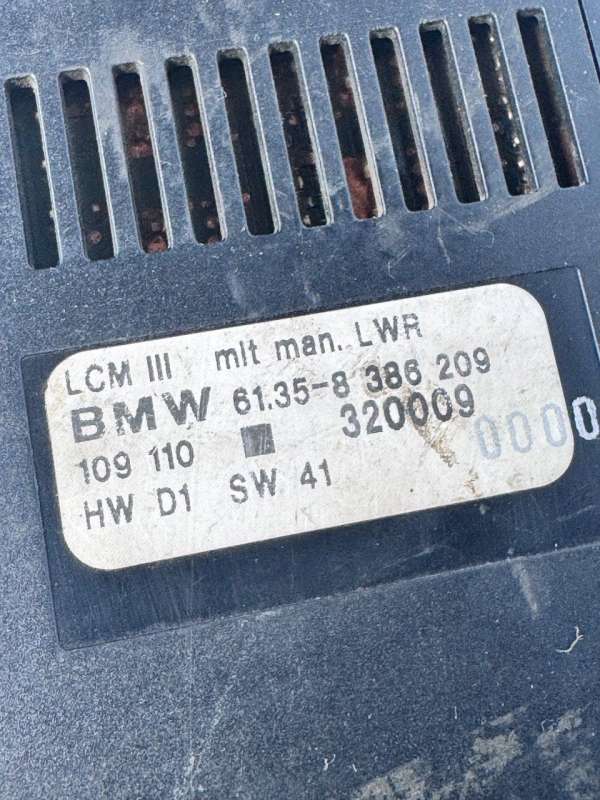 LCM III mit man. LWR
BMW 61.35-8 386 209
109 110 320009 0000
HW D1 SW 41